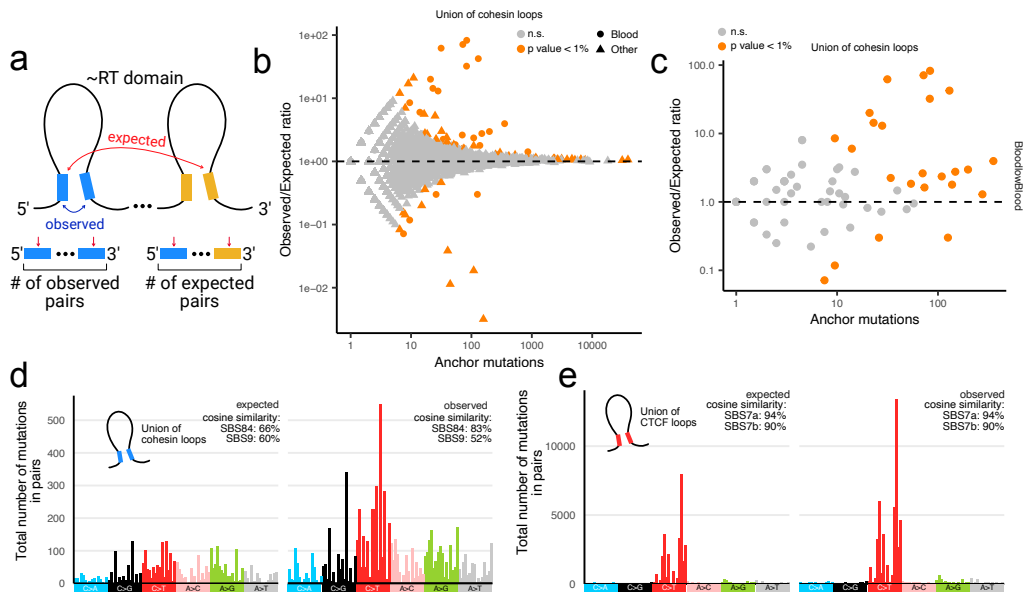 a
~RT domain
expected
5'
3'
observed
5'
3'
5'
3'
# of observed
pairs
# of expected
pairs
b
Union of cohesin loops
n.s.
p value < 1%
Blood
Other
Observed/Expected ratio
1e+02
1e+01
1e+00
1e−01
1e−02
1
10
100
1000
10000
Anchor mutations
c
n.s.
p value < 1%
Union of cohesin loops
Observed/Expected ratio
100.0
10.0
1.0
0.1
1
10
100
Anchor mutations
BloodlowBlood
d
Total number of mutations
in pairs
500
400
300
200
100
0
Union of
cohesin loops
expected
cosine similarity:
SBS84: 66%
SBS9: 60%
observed
cosine similarity:
SBS84: 83%
SBS9: 52%
C>A
C>G
C>T
A>C
A>G
A>T
C>A
C>G
C>T
A>C
A>G
A>T
e
Total number of mutations
in pairs
10000
5000
0
Union of
CTCF loops
expected
cosine similarity:
SBS7a: 94%
SBS7b: 90%
observed
cosine similarity:
SBS7a: 94%
SBS7b: 90%
C>A
C>G
C>T
A>C
A>G
A>T
C>A
C>G
C>T
A>C
A>G
A>T